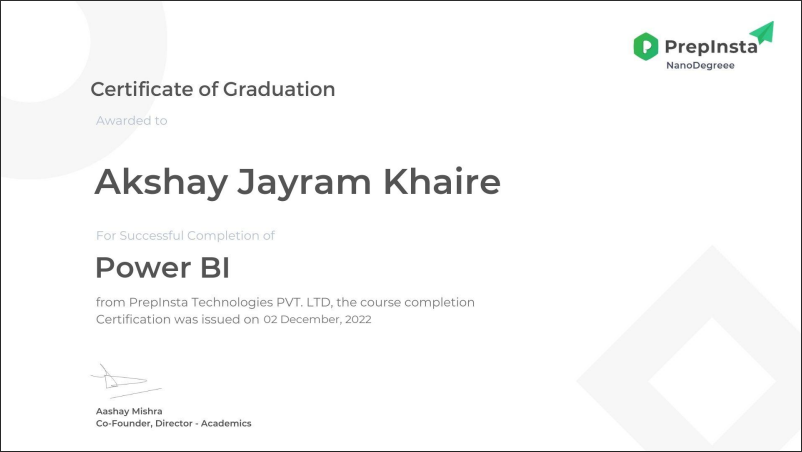 PrepInsta
NanoDegreee
Certificate of Graduation
Awarded to
Akshay Jayram Khaire
For Successful Completion of
Power BI
from PrepInsta Technologies PVT. LTD, the course completion
Certification was issued on 02 December, 2022
Aashay Mishra
Co-Founder, Director - Academics